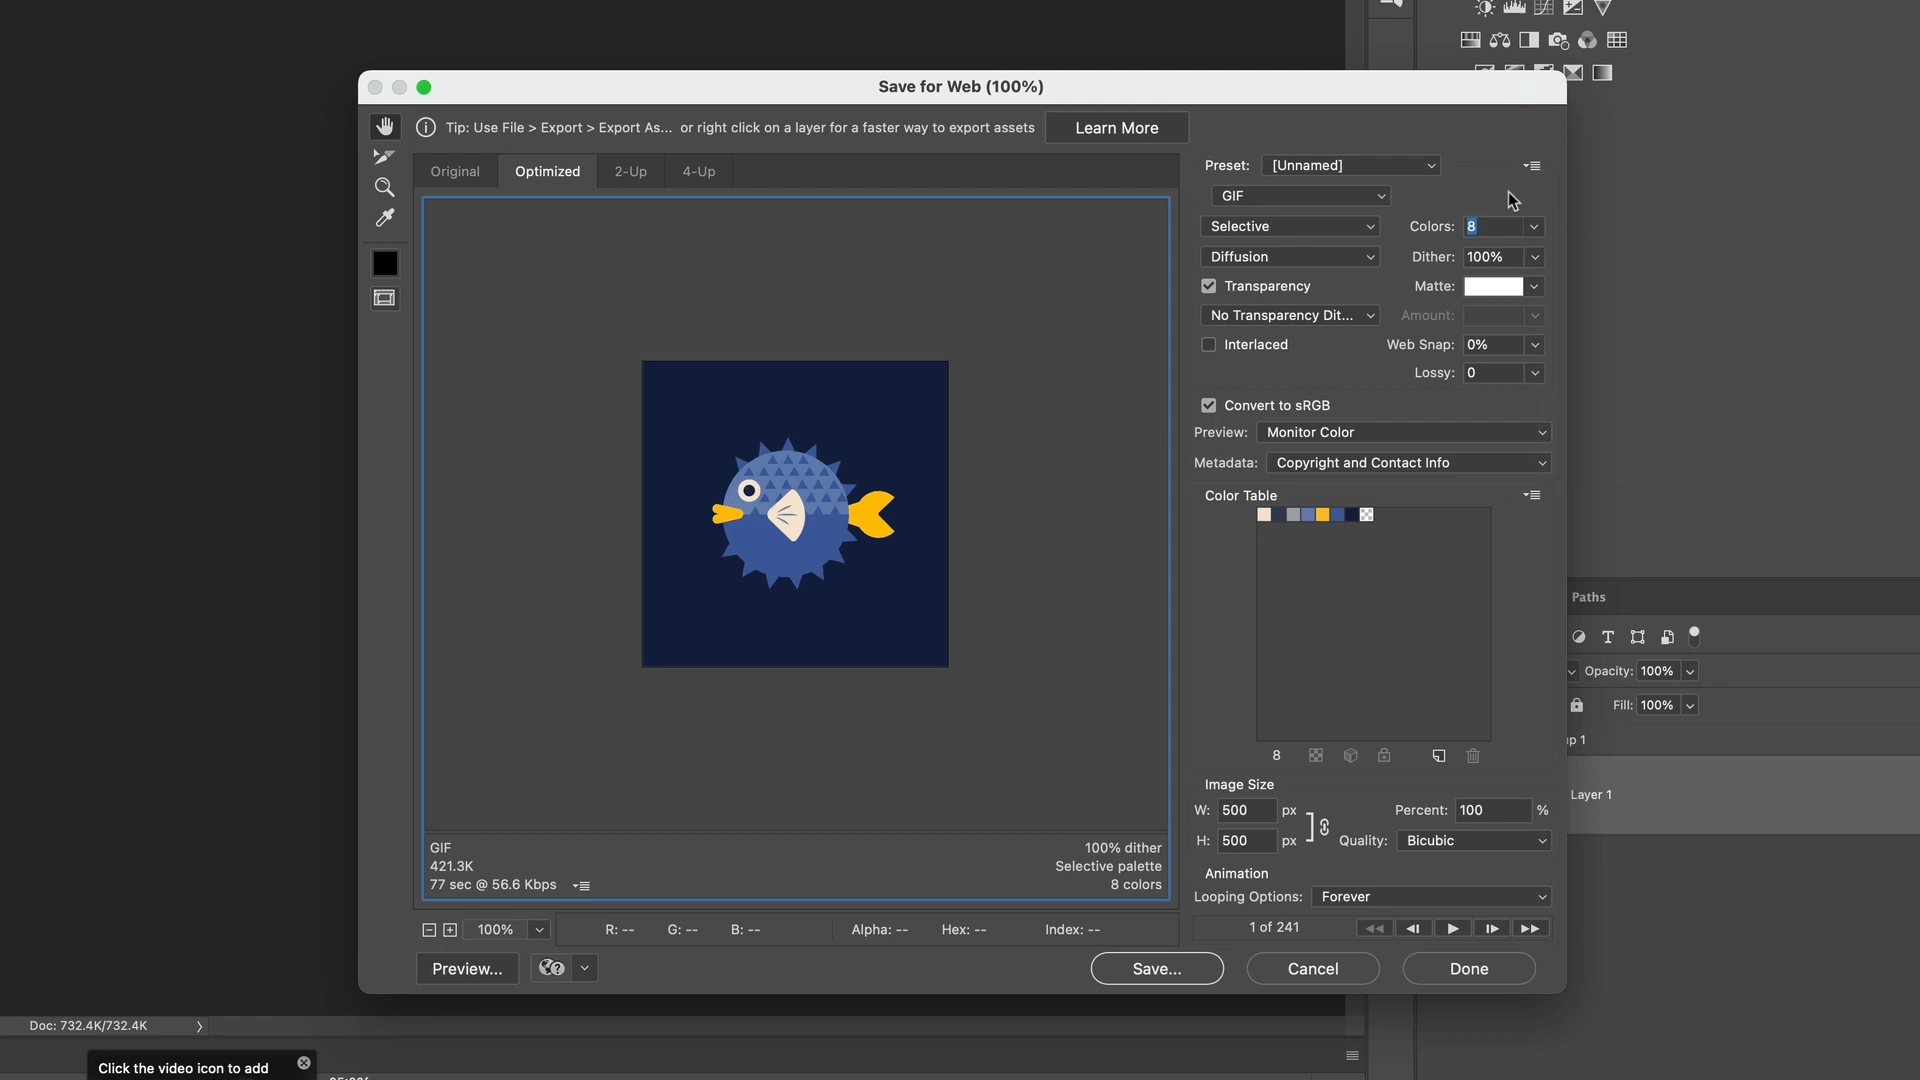 Save for Web (100%)
Tip: Use File > Export > Export As... or right click on a layer for a faster way to export assets
Learn More
Original
Optimized
2-Up
4-Up
Preset: [Unnamed]
GIF
Selective
Colors: 8
Diffusion
Dither: 100%
Transparency
Matte:
No Transparency Dit...
Amount:
Interlaced
Web Snap: 0%
Lossy: 0
Convert to sRGB
Preview: Monitor Color
Metadata: Copyright and Contact Info
Color Table
8
Image Size
W: 500 px
Percent: 100 %
H: 500 px
Quality: Bicubic
Animation
Looping Options: Forever
1 of 241
GIF
421.3K
77 sec @ 56.6 Kbps
100% dither
Selective palette
8 colors
100%
R: --
G: --
B: --
Alpha: --
Hex: --
Index: --
Preview...
Save...
Cancel
Done
Paths
Opacity: 100%
Fill: 100%
Layer 1
Doc: 732.4K/732.4K
Click the video icon to add